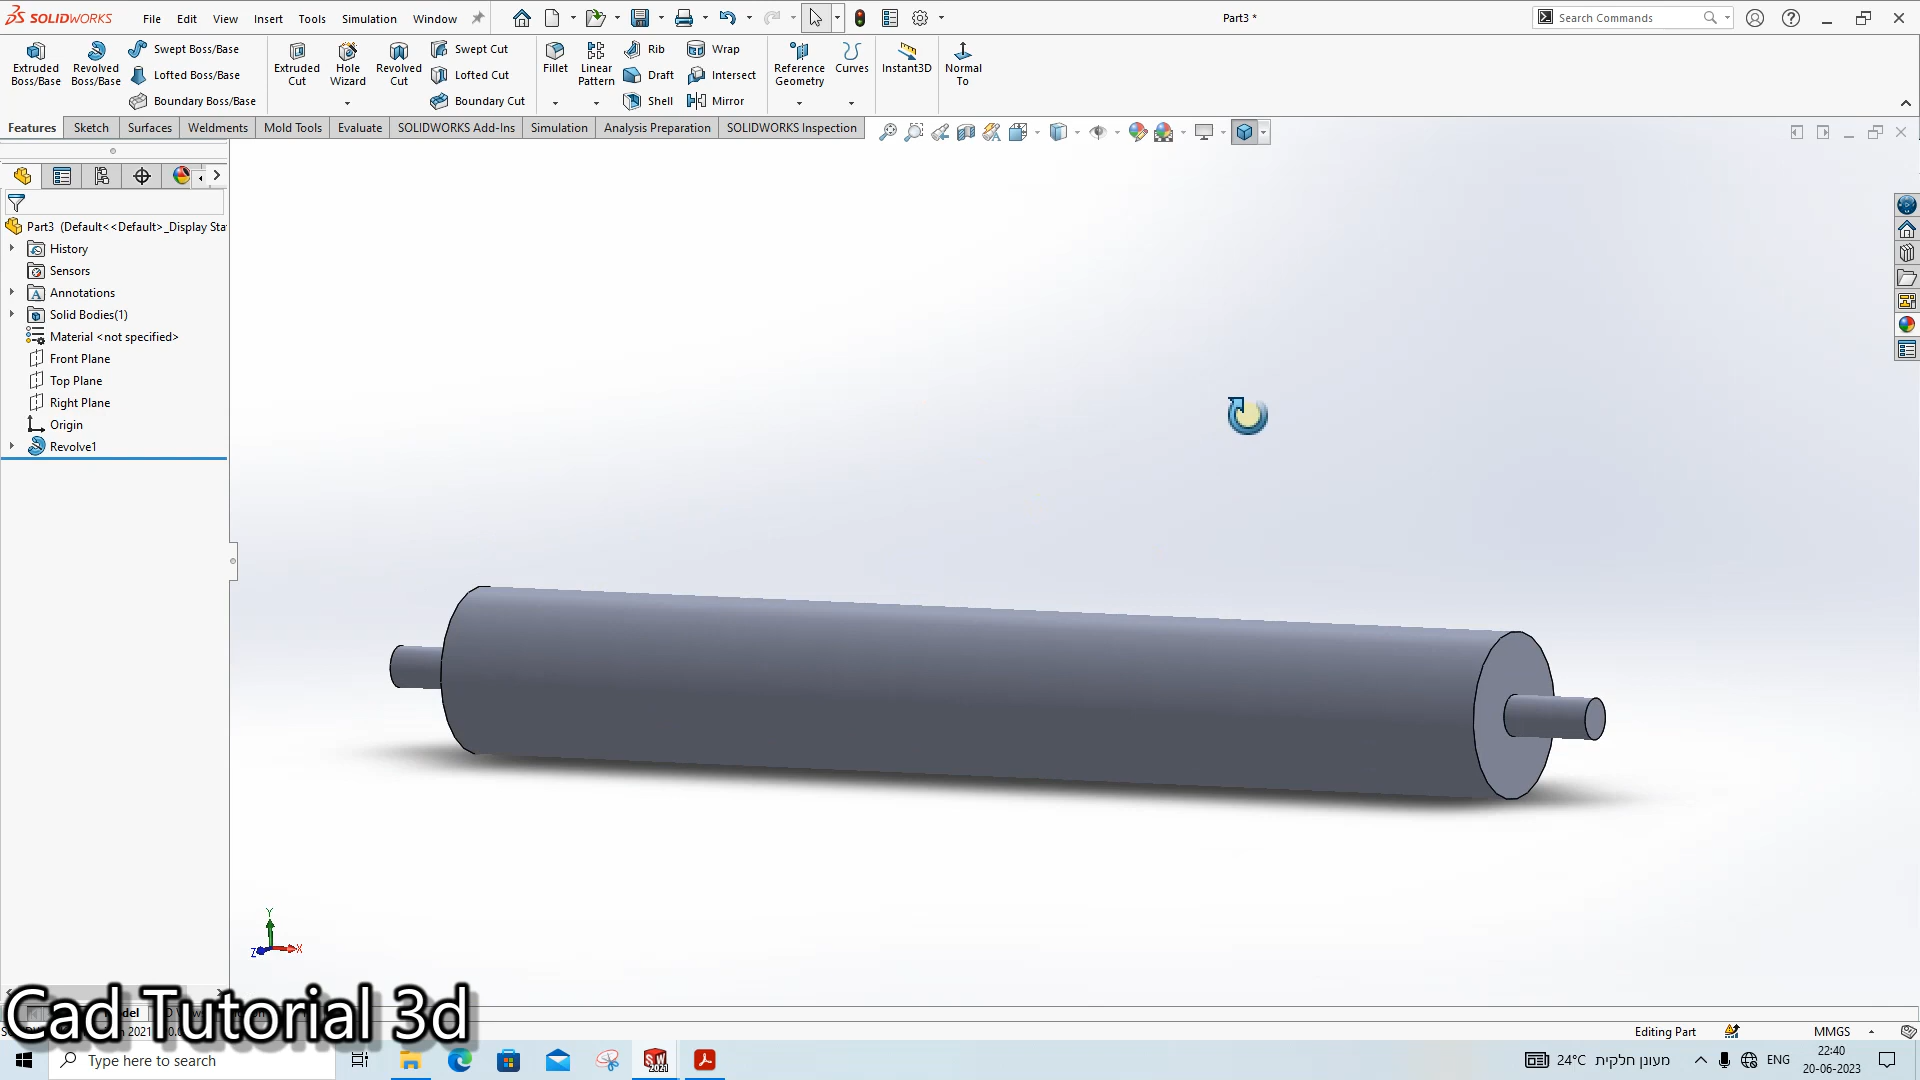 SOLIDWORKS File Edit View Insert Tools Simulation Window Part3 * Search Commands
Extruded Boss/Base Revolved Boss/Base Swept Boss/Base Extruded Cut Hole Wizard Revolved Cut Swept Cut Fillet Linear Pattern Rib Wrap Reference Geometry Curves Instant3D Normal To
Lofted Boss/Base Lofted Cut Draft Intersect
Boundary Boss/Base Boundary Cut Shell Mirror
Features Sketch Surfaces Weldments Mold Tools Evaluate SOLIDWORKS Add-Ins Simulation Analysis Preparation SOLIDWORKS Inspection
Part3 (Default<<Default>_Display Sta
History
Sensors
Annotations
Solid Bodies(1)
Material <not specified>
Front Plane
Top Plane
Right Plane
Origin
Revolve1
Y
Z X
Cad Tutorial 3d
Editing Part MMGS
Type here to search
24°C מעונן חלקית ENG 22:40
20-06-2023